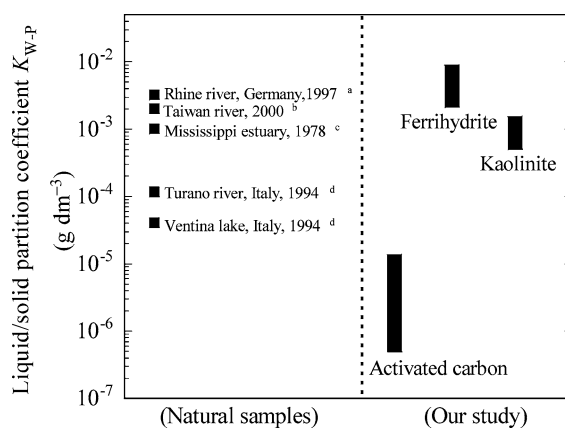 Liquid/solid partition coefficient K_W-P
(g dm⁻³)
10⁻²
10⁻³
10⁻⁴
10⁻⁵
10⁻⁶
10⁻⁷
Rhine river, Germany,1997 ᵃ
Taiwan river, 2000 ᵇ
Mississippi estuary, 1978 ᶜ
Turano river, Italy, 1994 ᵈ
Ventina lake, Italy, 1994 ᵈ
Ferrihydrite
Kaolinite
Activated carbon
(Natural samples)
(Our study)